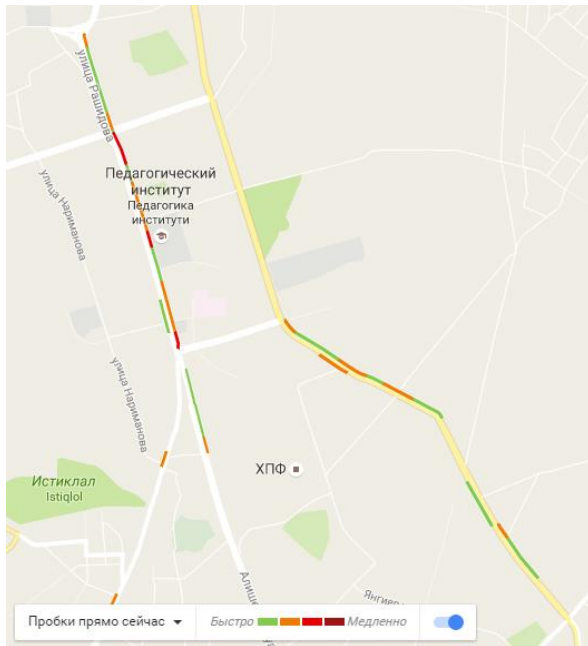 улица Рашидова
Педагогический
институт
Педагогика
институти
улица Нариманова
улица Нариманова
ХПФ
Истиклал
Istiqlol
Алише
Янгиер
Пробки прямо сейчас
Быстро
Медленно